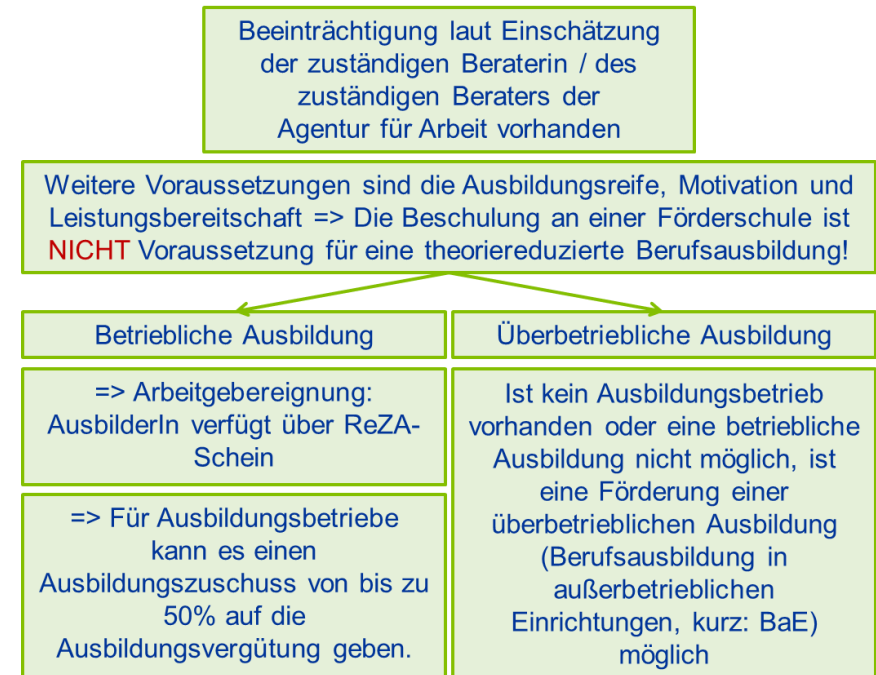 Beeinträchtigung laut Einschätzung
der zuständigen Beraterin / des
zuständigen Beraters der
Agentur für Arbeit vorhanden
Weitere Voraussetzungen sind die Ausbildungsreife, Motivation und
Leistungsbereitschaft => Die Beschulung an einer Förderschule ist
NICHT Voraussetzung für eine theoriereduzierte Berufsausbildung!
Betriebliche Ausbildung
=> Arbeitgebereignung:
AusbilderIn verfügt über ReZA-
Schein
=> Für Ausbildungsbetriebe
kann es einen
Ausbildungszuschuss von bis zu
50% auf die
Ausbildungsvergütung geben.
Überbetriebliche Ausbildung
Ist kein Ausbildungsbetrieb
vorhanden oder eine betriebliche
Ausbildung nicht möglich, ist
eine Förderung einer
überbetrieblichen Ausbildung
(Berufsausbildung in
außerbetrieblichen
Einrichtungen, kurz: BaE)
möglich